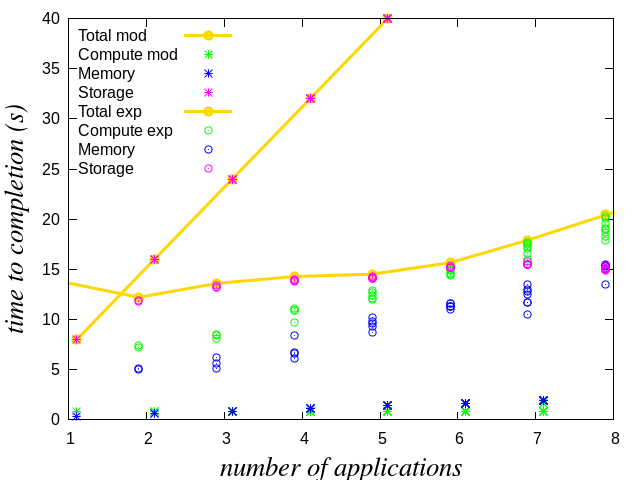 40
35
30
25
20
15
10
5
0
time to completion (s)
Total mod
Compute mod
Memory
Storage
Total exp
Compute exp
Memory
Storage
1 2 3 4 5 6 7 8
number of applications